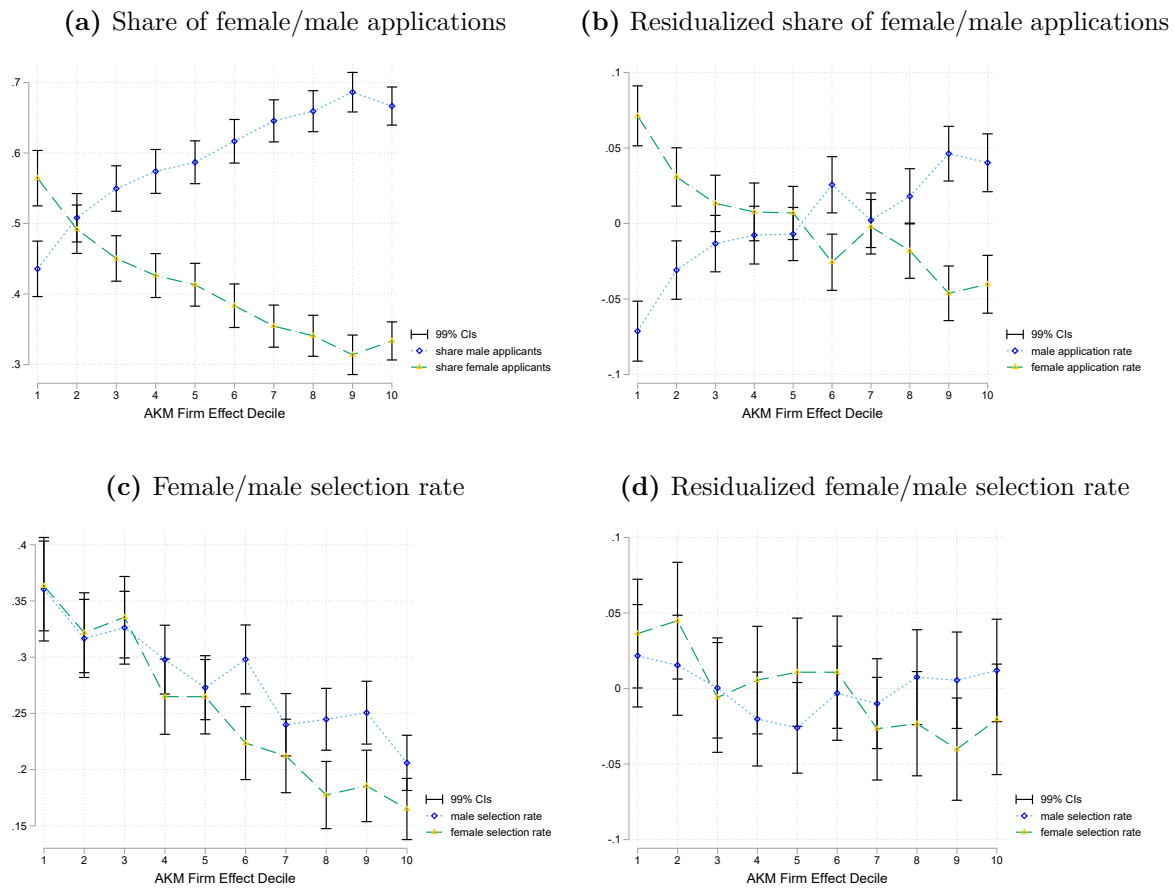 (a) Share of female/male applications
.7
.6
.5
.4
.3
1 2 3 4 5 6 7 8 9 10
AKM Firm Effect Decile
99% CIs
share male applicants
share female applicants
(b) Residualized share of female/male applications
.1
.05
0
-.05
-.1
1 2 3 4 5 6 7 8 9 10
AKM Firm Effect Decile
99% CIs
male application rate
female application rate
(c) Female/male selection rate
.4
.35
.3
.25
.2
.15
1 2 3 4 5 6 7 8 9 10
AKM Firm Effect Decile
99% CIs
male selection rate
female selection rate
(d) Residualized female/male selection rate
.1
.05
0
-.05
-.1
1 2 3 4 5 6 7 8 9 10
AKM Firm Effect Decile
99% CIs
male selection rate
female selection rate